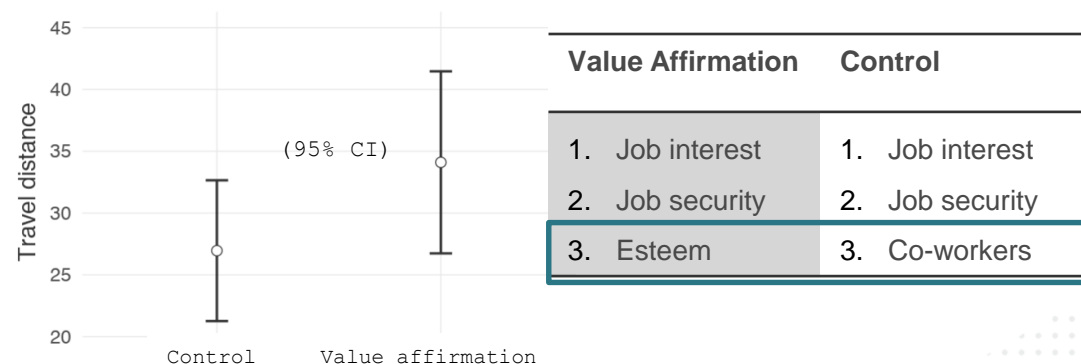 45
40
35
30
25
20
Travel distance
(95% CI)
Control Value affirmation
Value Affirmation Control
1. Job interest 1. Job interest
2. Job security 2. Job security
3. Esteem 3. Co-workers